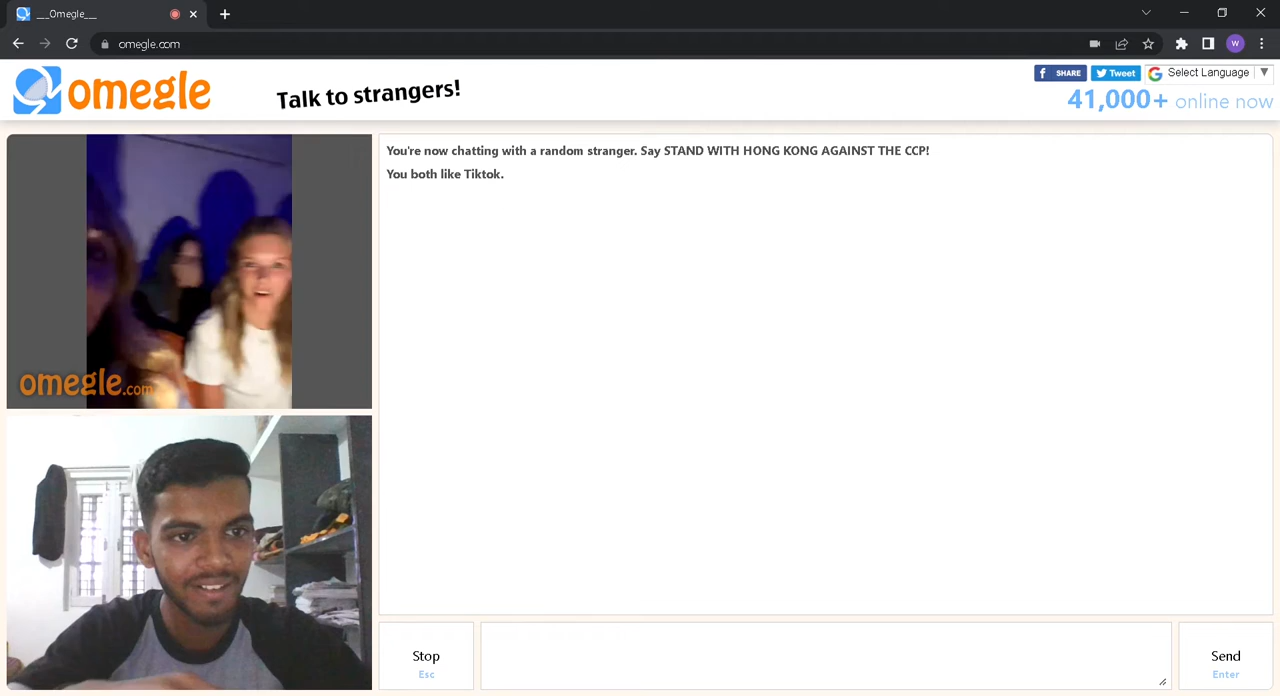 __Omegle__
omegle.com
W
omegle
Talk to strangers!
f SHARE
Tweet
G Select Language ▼
41,000+ online now
You're now chatting with a random stranger. Say STAND WITH HONG KONG AGAINST THE CCP!
You both like Tiktok.
omegle.com
Stop
Esc
Send
Enter